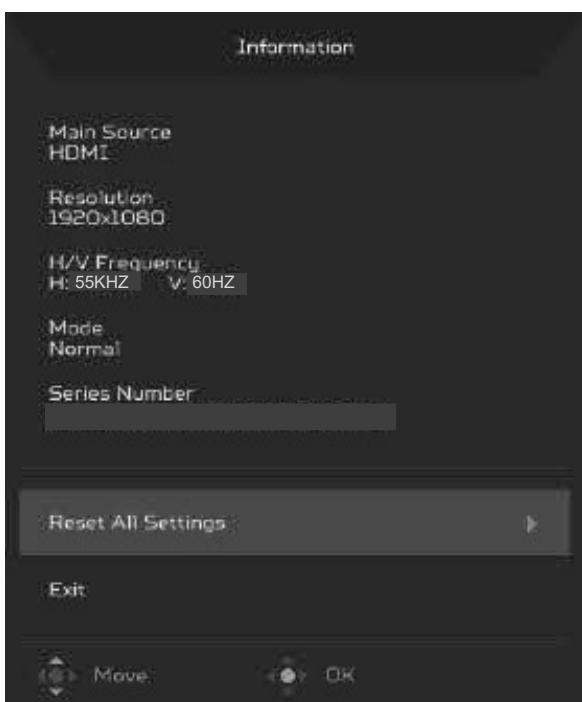 Information
Main Source
HDMI
Resolution
1920x1080
H/V Frequency
H: 55KHZ V: 60HZ
Mode
Normal
Series Number
Reset All Settings
Exit
Move OK